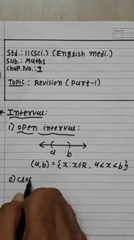 Std: 11 (Sci.) (English medi.)
Sub: Maths
Chap. No.: 1
Topic: Revision (Part-1)
* Interval:
1) Open interval:
a b
(a, b) = {x: x∈R, a<x<b}
2) Clos